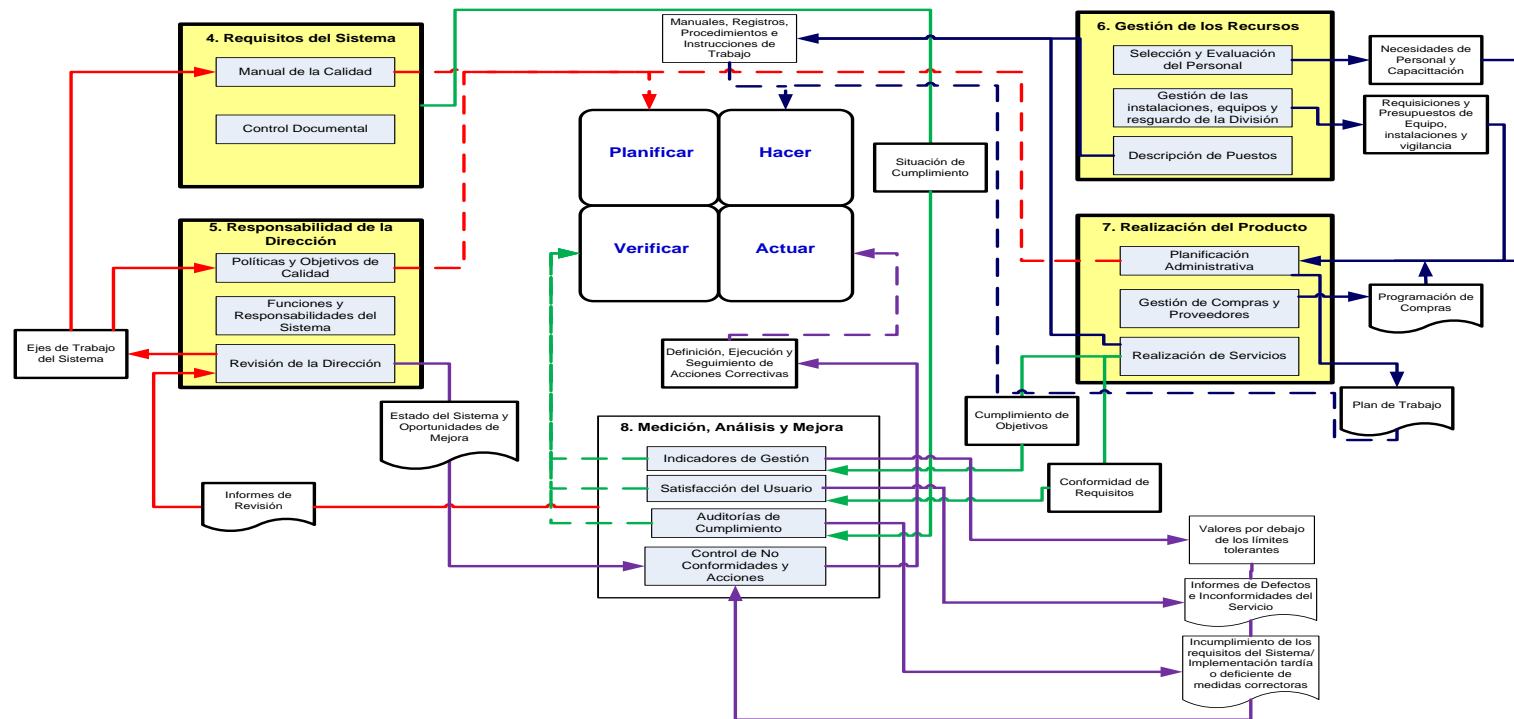 4. Requisitos del Sistema
Manual de la Calidad
Control Documental
5. Responsabilidad de la
Dirección
Políticas y Objetivos de
Calidad
Funciones y
Responsabilidades del
Sistema
Revisión de la Dirección
Ejes de Trabajo
del Sistema
Estado del Sistema y
Oportunidades de
Mejora
Informes de
Revisión
Manuales, Registros,
Procedimientos e
Instrucciones de
Trabajo
Planificar
Hacer
Verificar
Actuar
Situación de
Cumplimiento
Definición, Ejecución y
Seguimiento de
Acciones Correctivas
8. Medición, Análisis y Mejora
Indicadores de Gestión
Satisfacción del Usuario
Auditorías de
Cumplimiento
Control de No
Conformidades y
Acciones
6. Gestión de los Recursos
Selección y Evaluación
del Personal
Gestión de las
instalaciones, equipos y
resguardo de la División
Descripción de Puestos
Necesidades de
Personal y
Capacittación
Requisiciones y
Presupuestos de
Equipo,
instalaciones y
vigilancia
7. Realización del Producto
Planificación
Administrativa
Gestión de Compras y
Proveedores
Realización de Servicios
Programación de
Compras
Plan de Trabajo
Cumplimiento de
Objetivos
Conformidad de
Requisitos
Valores por debajo
de los límites
tolerantes
Informes de Defectos
e Inconformidades del
Servicio
Incumplimiento de los
requisitos del Sistema/
Implementación tardía
o deficiente de
medidas correctoras